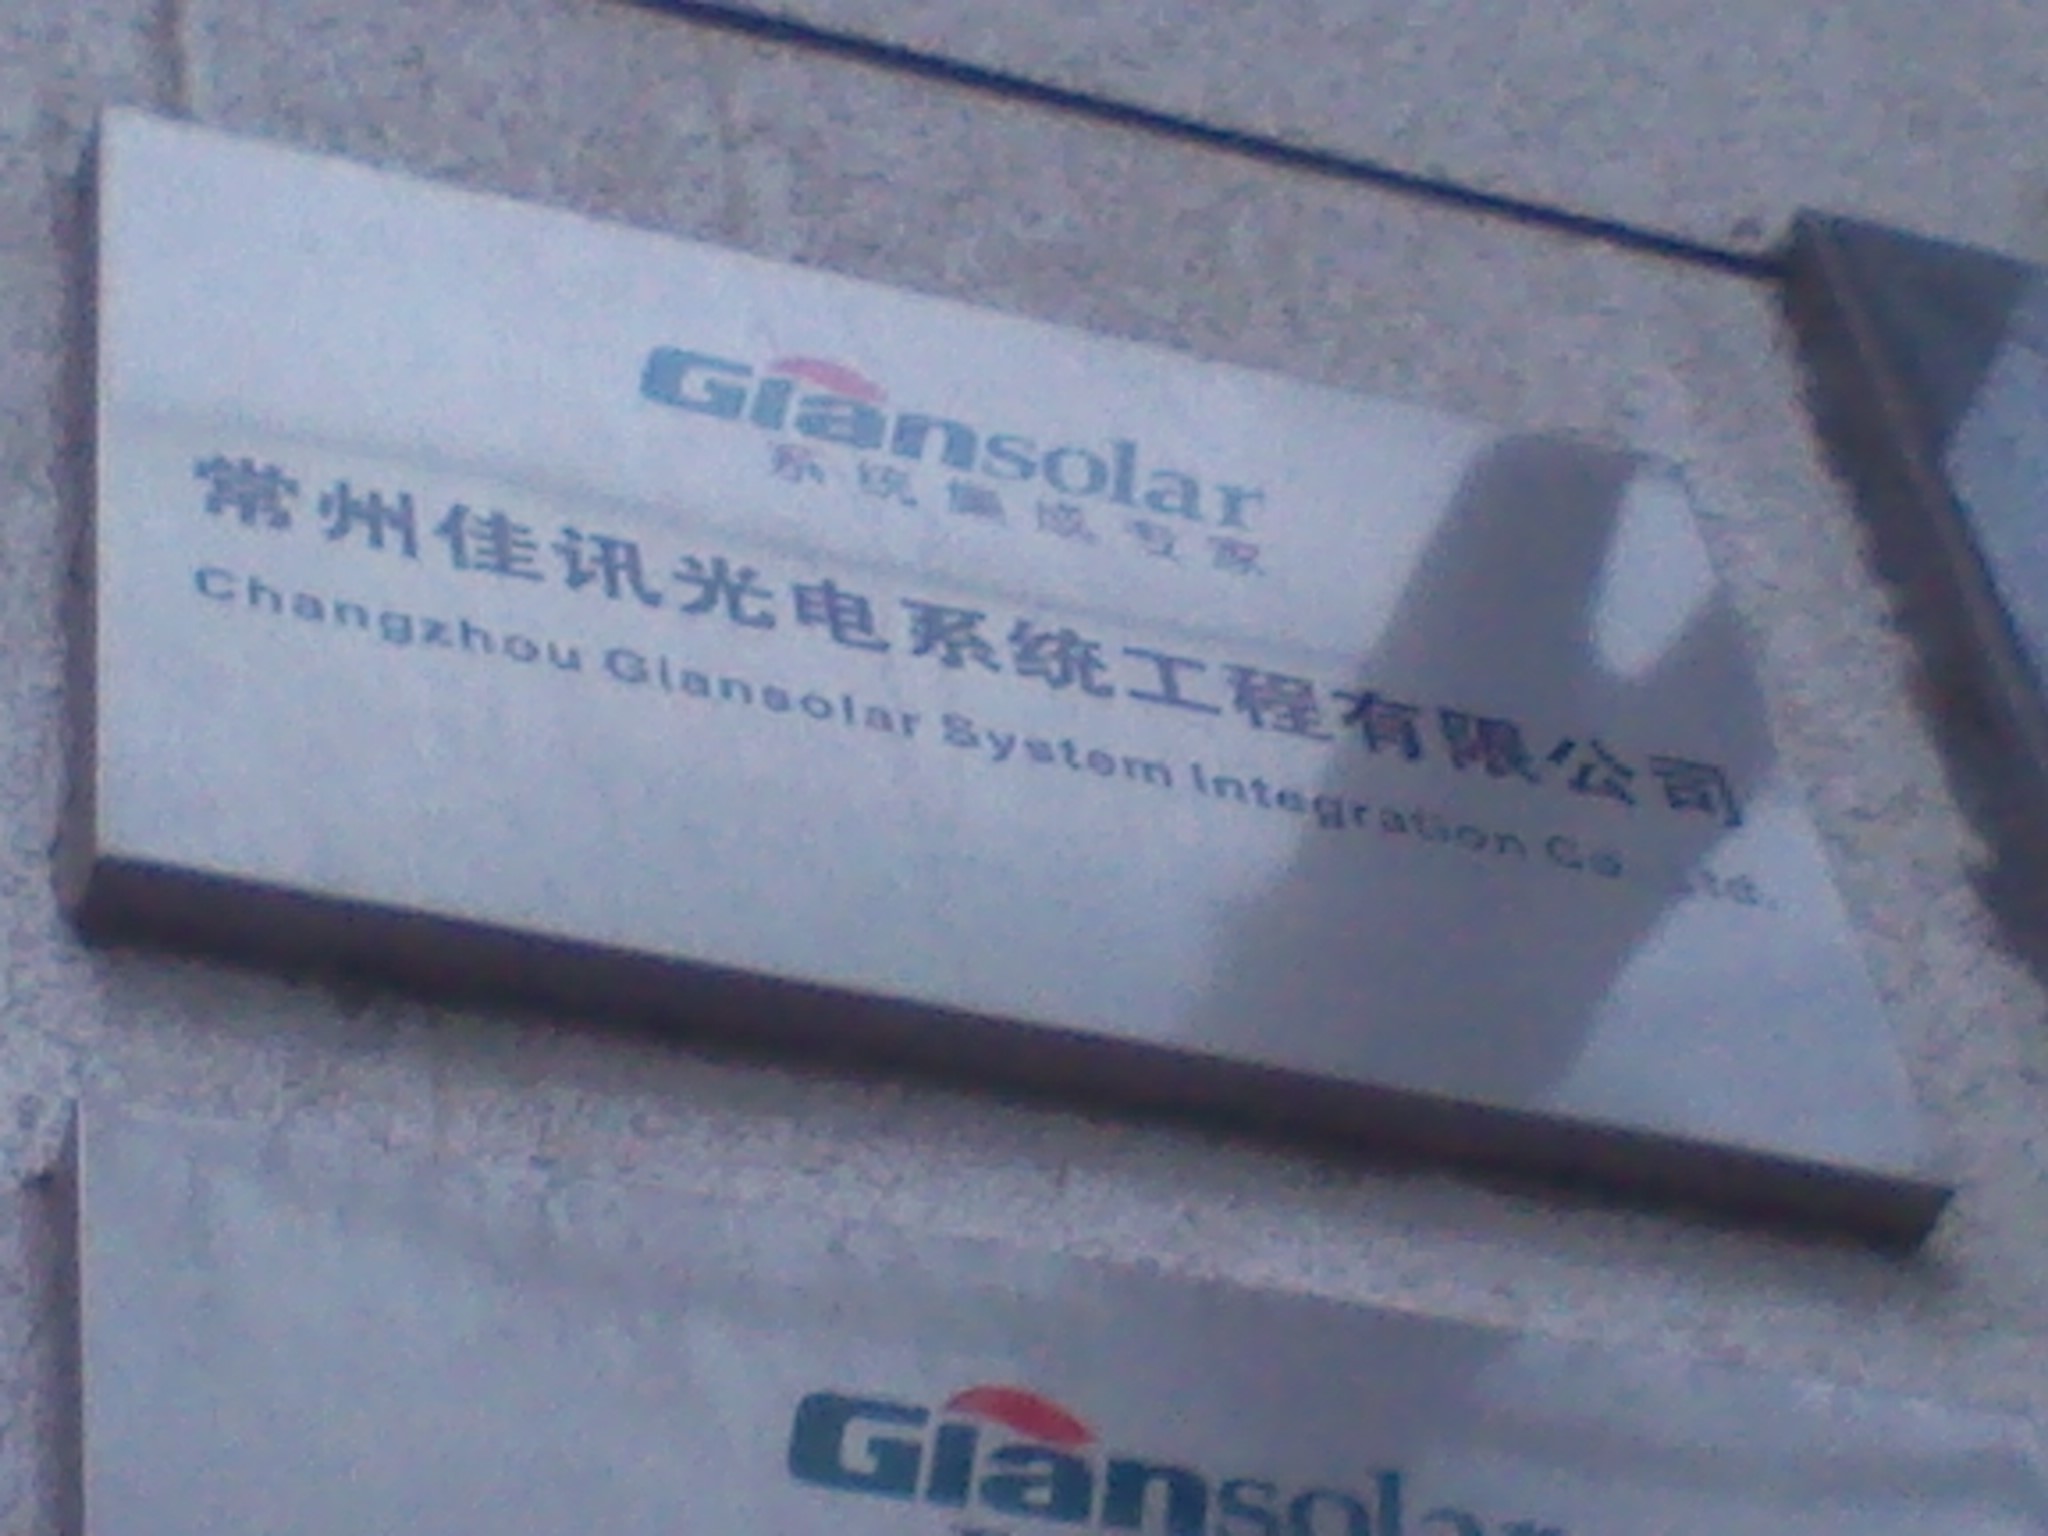 Giansolar
系统集成专家
常州佳讯光电系统工程有限公司
Changzhou Giansolar System Integration Co Ltd.
Giansolar